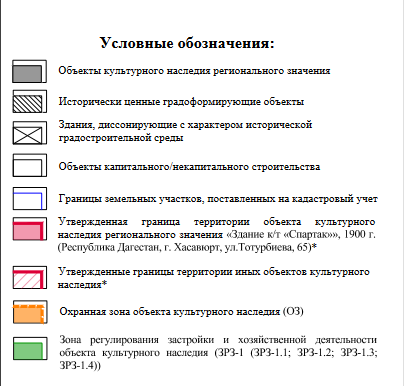 Условные обозначения:
Объекты культурного наследия регионального значения
Исторически ценные градоформирующие объекты
Здания, диссонирующие с характером исторической
градостроительной среды
Объекты капитального/некапитального строительства
Границы земельных участков, поставленных на кадастровый учет
Утвержденная граница территории объекта культурного
наследия регионального значения «Здание к/т «Спартак»», 1900 г.
(Республика Дагестан, г. Хасавюрт, ул.Тотурбиева, 65)*
Утвержденные границы территории иных объектов культурного
наследия*
Охранная зона объекта культурного наследия (ОЗ)
Зона регулирования застройки и хозяйственной деятельности
объекта культурного наследия (ЗРЗ-1 (ЗРЗ-1.1; ЗРЗ-1.2; ЗРЗ-1.3;
ЗРЗ-1.4))